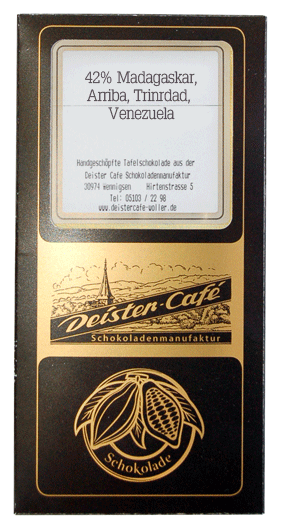 42% Madagaskar,
Arriba, Trinrdad,
Venezuela
Handgeschöpfte Tafelschokolade aus der
Deister Cafe Schokoladenmanufaktur
30974 Wennigsen Hirtenstrasse 5
Tel: 05103 / 22 98
www.deistercafe-woller.de
Deister-Café
Schokoladenmanufaktur
Schokolade